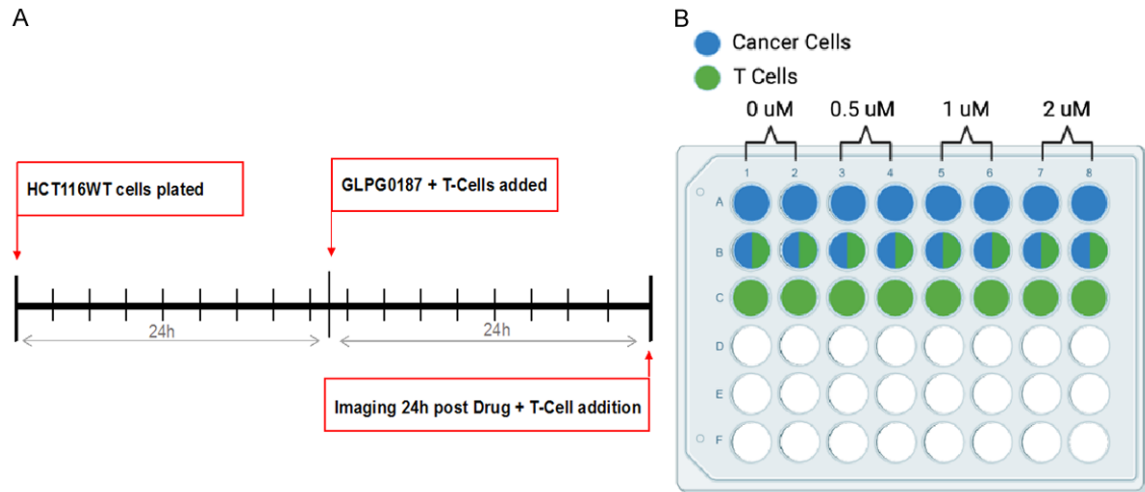 A
HCT116WT cells plated
GLPG0187 + T-Cells added
24h
24h
Imaging 24h post Drug + T-Cell addition
B
Cancer Cells
T Cells
0 uM 0.5 uM 1 uM 2 uM
1 2 3 4 5 6 7 8
A
B
C
D
E
F